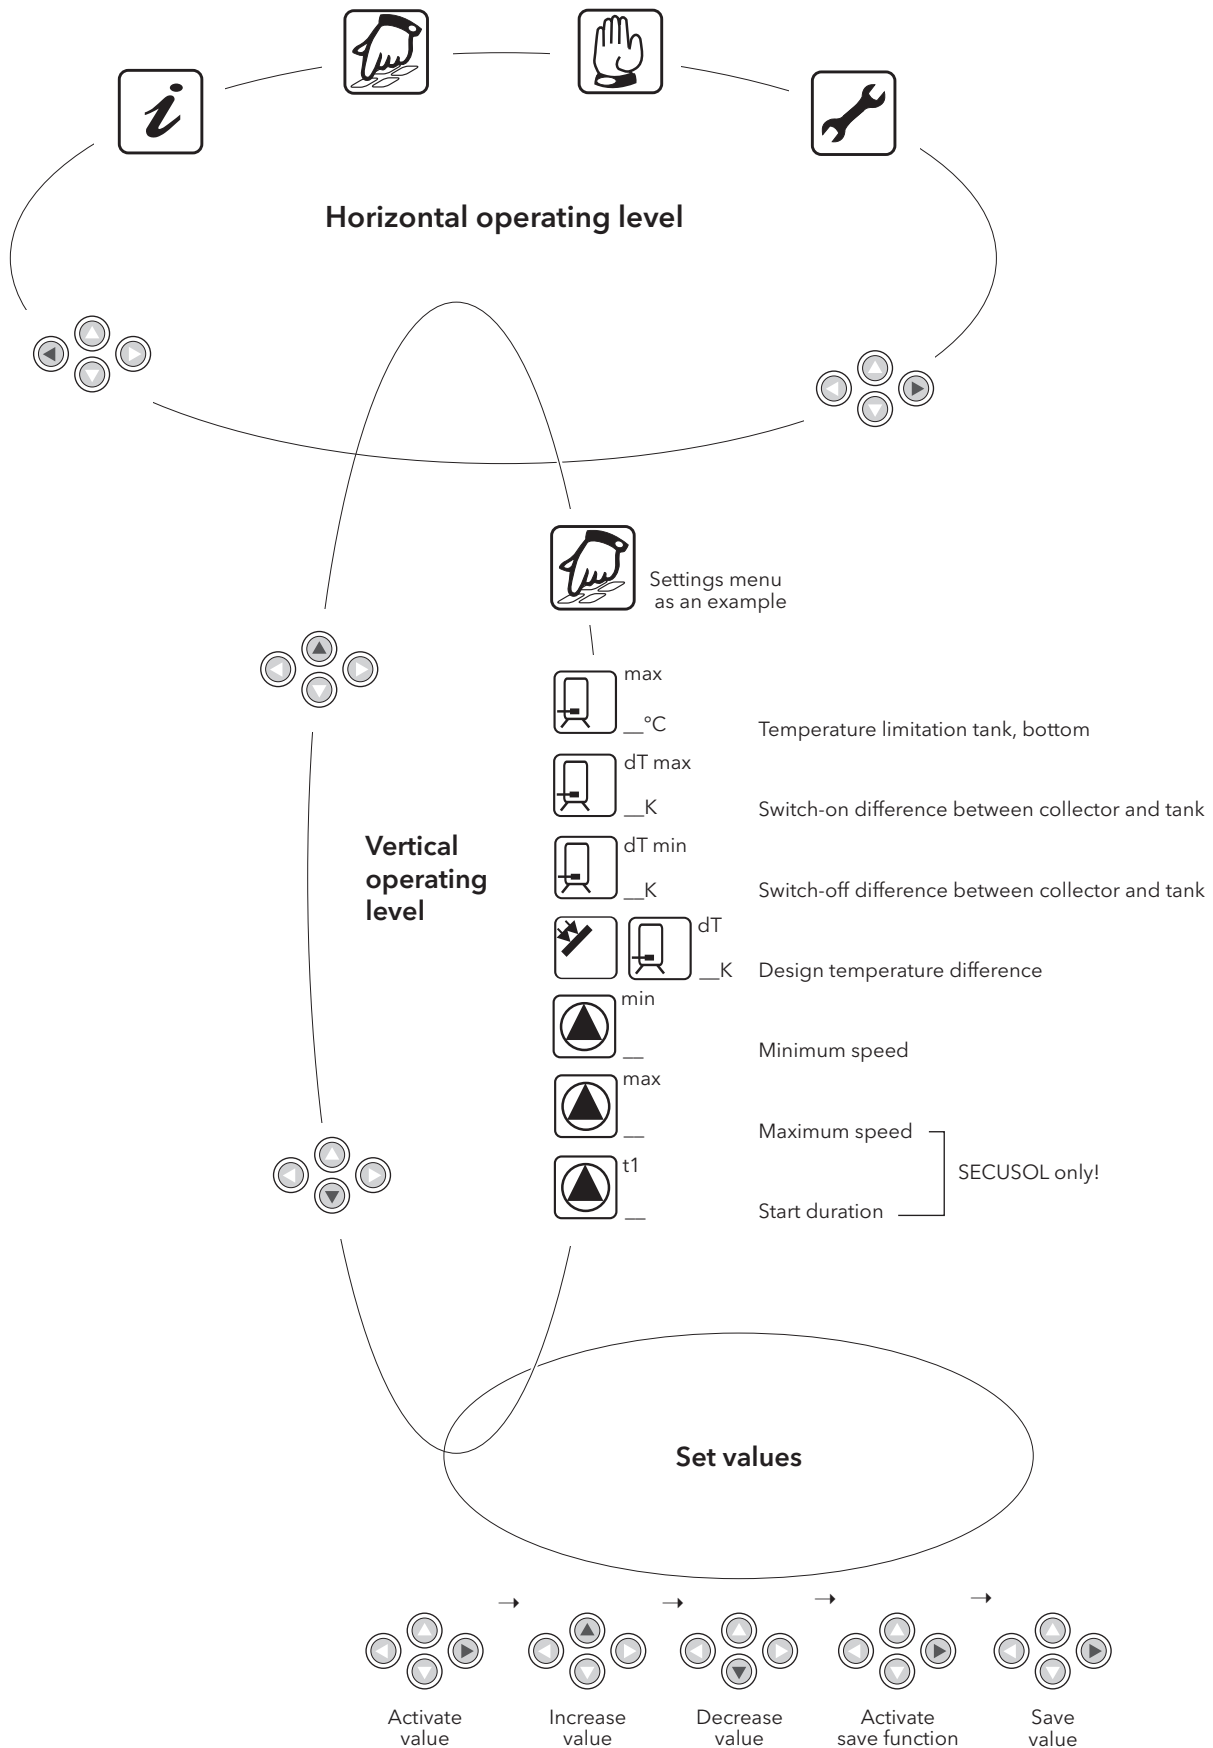 i
Horizontal operating level
Settings menu
as an example
max
__°C
Temperature limitation tank, bottom
dT max
__K
Switch-on difference between collector and tank
Vertical
operating
level
dT min
__K
Switch-off difference between collector and tank
dT
__K
Design temperature difference
min
__
Minimum speed
max
__
Maximum speed
SECUSOL only!
t1
__
Start duration
Set values
→ → → →
Activate
value
Increase
value
Decrease
value
Activate
save function
Save
value